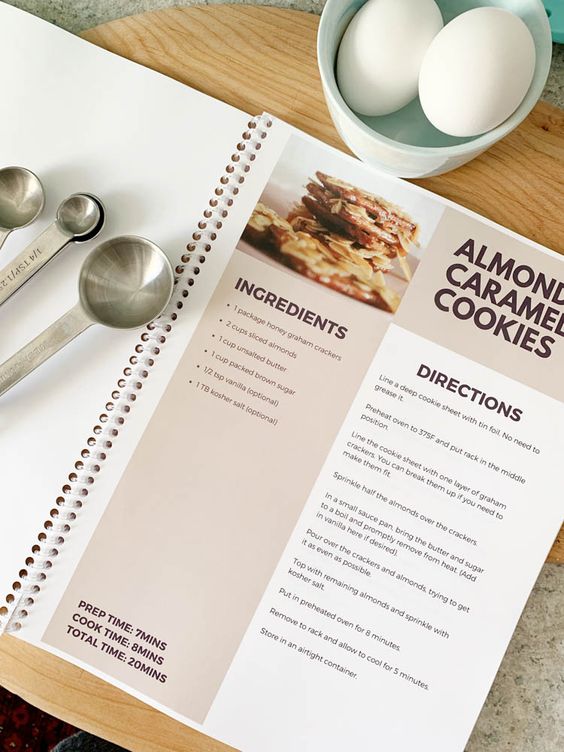 1/4 TSP/1.25
ALMOND
CARAMEL
COOKIES
INGREDIENTS
• 1 package honey graham crackers
• 2 cups sliced almonds
• 1 cup unsalted butter
• 1 cup packed brown sugar
• 1/2 tsp vanilla (optional)
• 1 TB kosher salt (optional)
PREP TIME: 7MINS
COOK TIME: 8MINS
TOTAL TIME: 20MINS
DIRECTIONS
Line a deep cookie sheet with tin foil. No need to
grease it.
Preheat oven to 375F and put rack in the middle
position.
Line the cookie sheet with one layer of graham
crackers. You can break them up if you need to
make them fit.
Sprinkle half the almonds over the crackers.
In a small sauce pan, bring the butter and sugar
to a boil and promptly remove from heat. (Add
in vanilla here if desired).
Pour over the crackers and almonds, trying to get
it as even as possible.
Top with remaining almonds and sprinkle with
kosher salt.
Put in preheated oven for 8 minutes.
Remove to rack and allow to cool for 5 minutes.
Store in an airtight container.